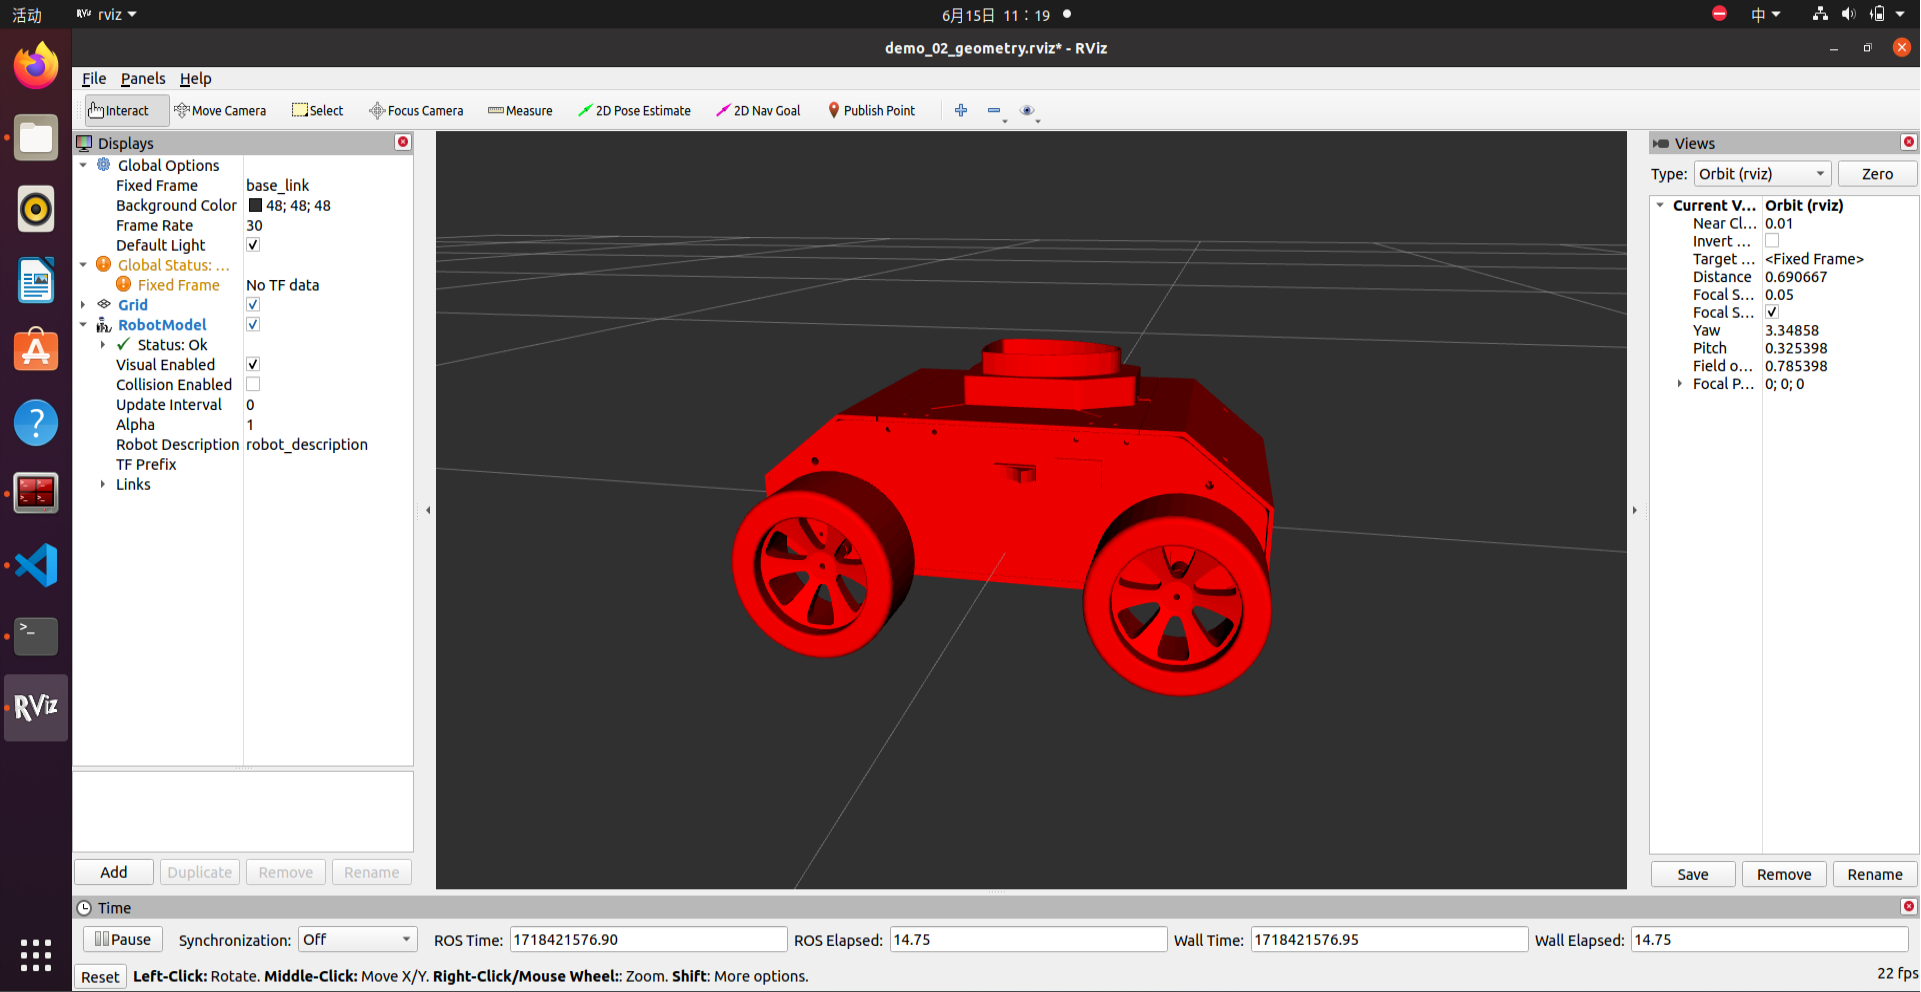 活动 RViz rviz 6月15日 11：19 中
demo_02_geometry.rviz* - RViz
File Panels Help
Interact Move Camera Select Focus Camera Measure 2D Pose Estimate 2D Nav Goal Publish Point
Displays
Global Options
Fixed Frame base_link
Background Color 48; 48; 48
Frame Rate 30
Default Light
Global Status: ...
Fixed Frame No TF data
Grid
RobotModel
Status: Ok
Visual Enabled
Collision Enabled
Update Interval 0
Alpha 1
Robot Description robot_description
TF Prefix
Links
Add Duplicate Remove Rename
Views
Type: Orbit (rviz) Zero
Current V... Orbit (rviz)
Near Cl... 0.01
Invert ...
Target ... <Fixed Frame>
Distance 0.690667
Focal S... 0.05
Focal S...
Yaw 3.34858
Pitch 0.325398
Field o... 0.785398
Focal P... 0; 0; 0
Save Remove Rename
RViz
Time
Pause Synchronization: Off ROS Time: 1718421576.90 ROS Elapsed: 14.75 Wall Time: 1718421576.95 Wall Elapsed: 14.75
Reset Left-Click: Rotate. Middle-Click: Move X/Y. Right-Click/Mouse Wheel:: Zoom. Shift: More options. 22 fps